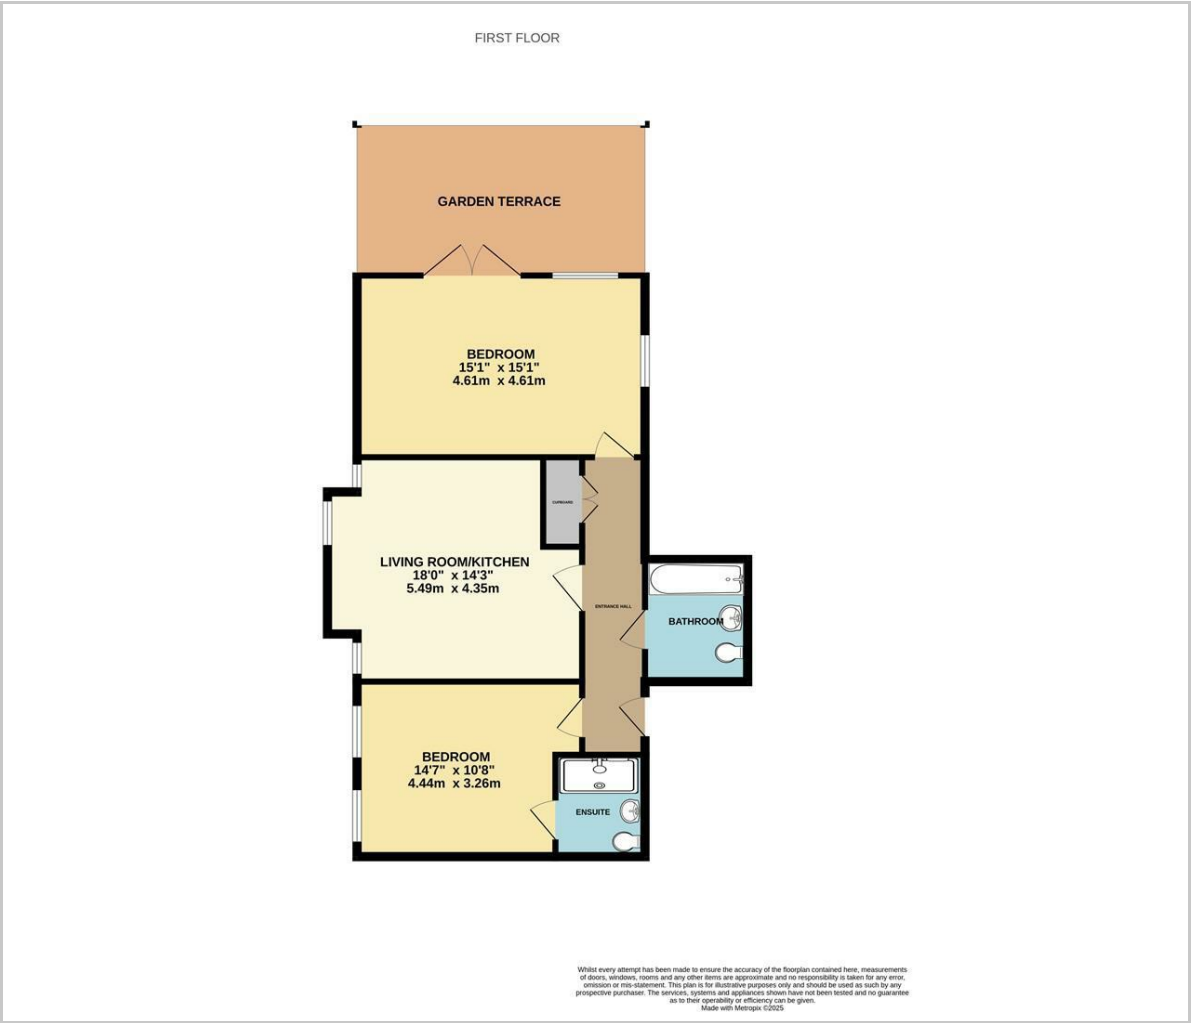 FIRST FLOOR
GARDEN TERRACE
BEDROOM
15'1" x 15'1"
4.61m x 4.61m
CUPBOARD
LIVING ROOM/KITCHEN
18'0" x 14'3"
5.49m x 4.35m
ENTRANCE HALL
BATHROOM
BEDROOM
14'7" x 10'8"
4.44m x 3.26m
ENSUITE
Whilst every attempt has been made to ensure the accuracy of the floorplan contained here, measurements
of doors, windows, rooms and any other items are approximate and no responsibility is taken for any error,
omission or mis-statement. This plan is for illustrative purposes only and should be used as such by any
prospective purchaser. The services, systems and appliances shown have not been tested and no guarantee
as to their operability or efficiency can be given.
Made with Metropix ©2025